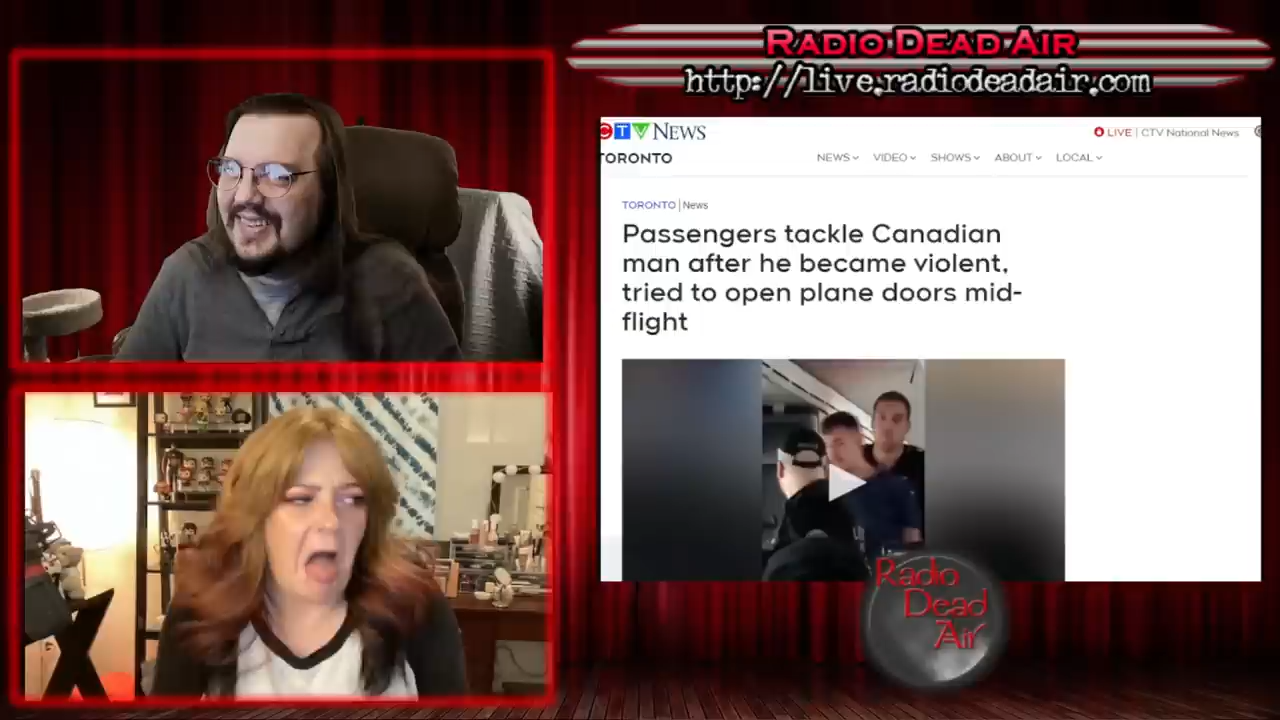 Radio Dead Air
http://live.radiodeadair.com
CTV News
LIVE | CTV National News
TORONTO
NEWS
VIDEO
SHOWS
ABOUT
LOCAL
TORONTO | News
Passengers tackle Canadian
man after he became violent,
tried to open plane doors mid-
flight
Radio
Dead
Air